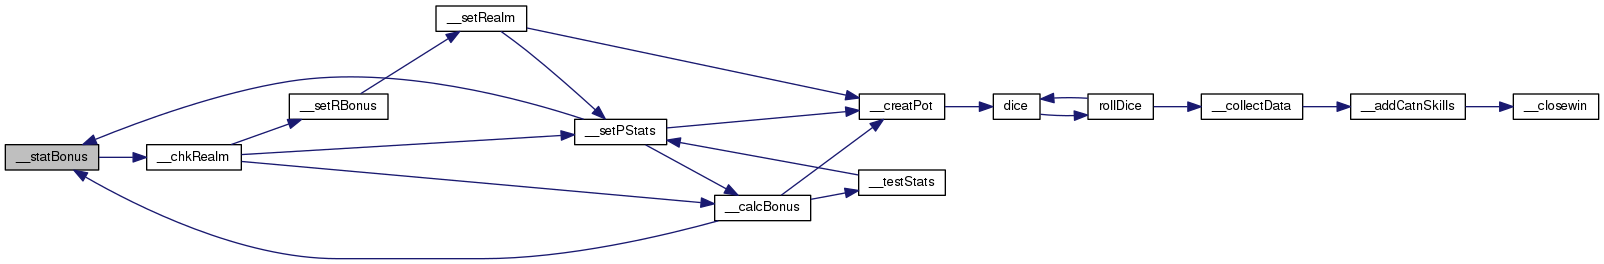 __setRealm
__setRBonus
__creatPot
dice
rollDice
__collectData
__addCatnSkills
__closewin
__setPStats
__statBonus
__chkRealm
__testStats
__calcBonus